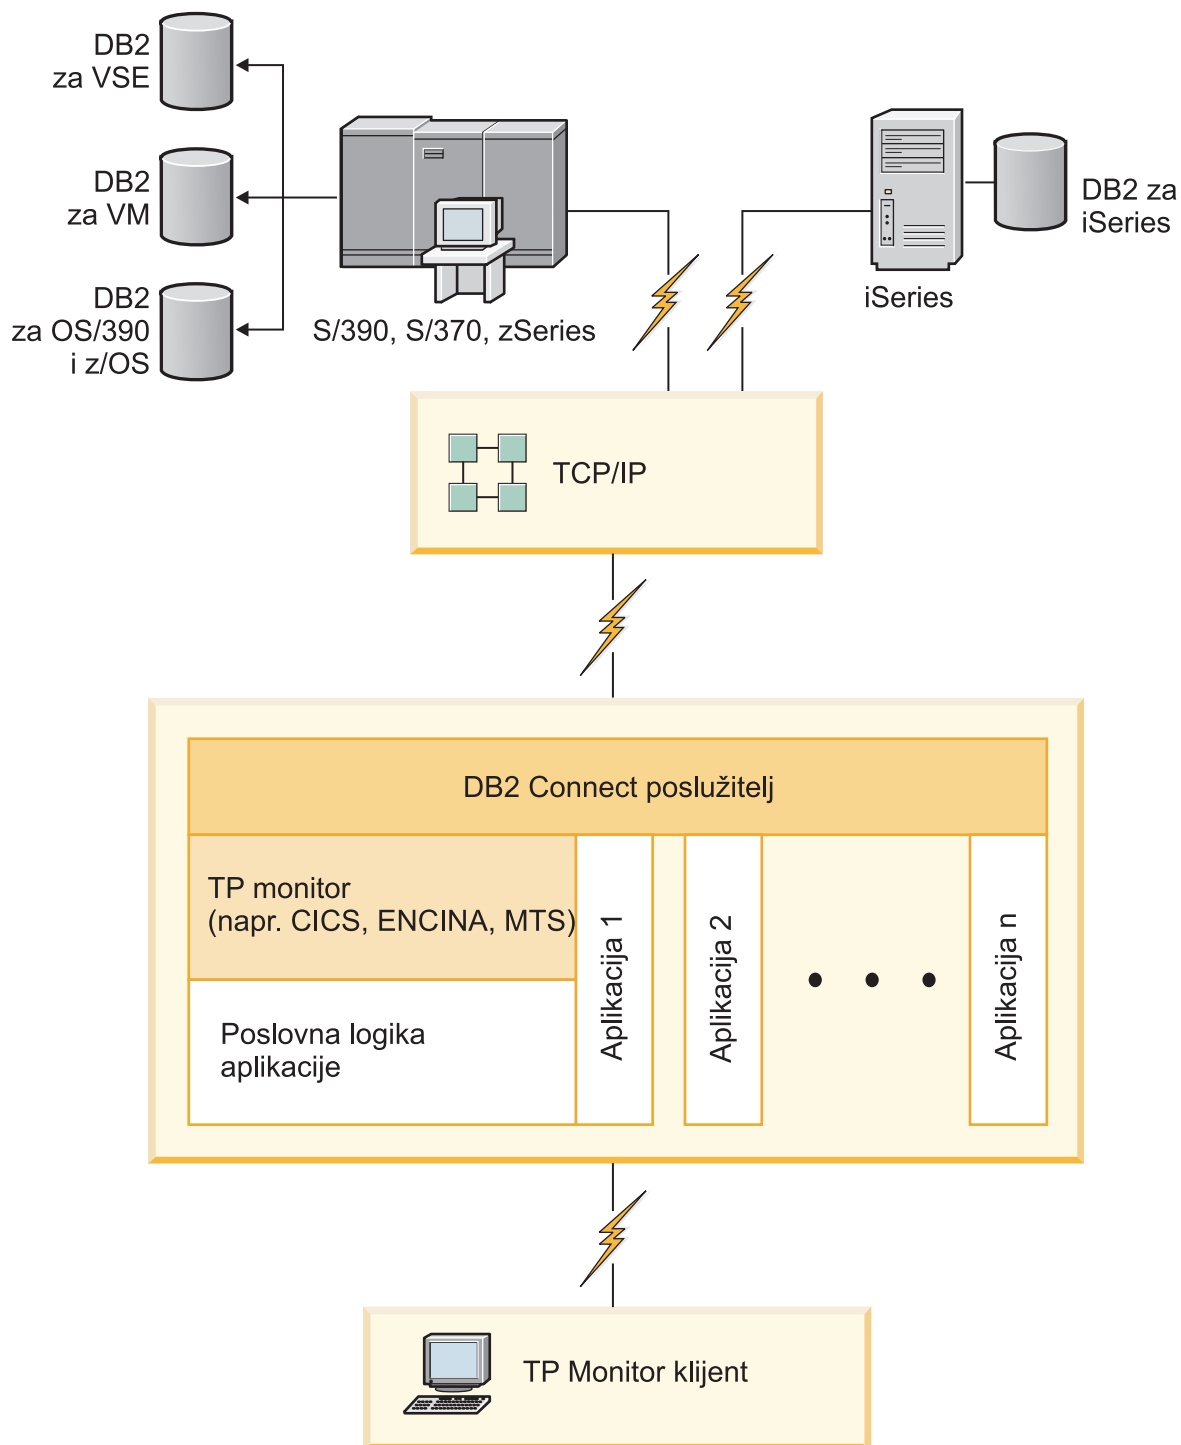 DB2
za VSE
DB2
za VM
DB2
za OS/390
i z/OS
S/390, S/370, zSeries
iSeries
DB2 za
iSeries
TCP/IP
DB2 Connect poslužitelj
TP monitor
(napr. CICS, ENCINA, MTS)
Poslovna logika
aplikacije
Aplikacija 1
Aplikacija 2
Aplikacija n
TP Monitor klijent